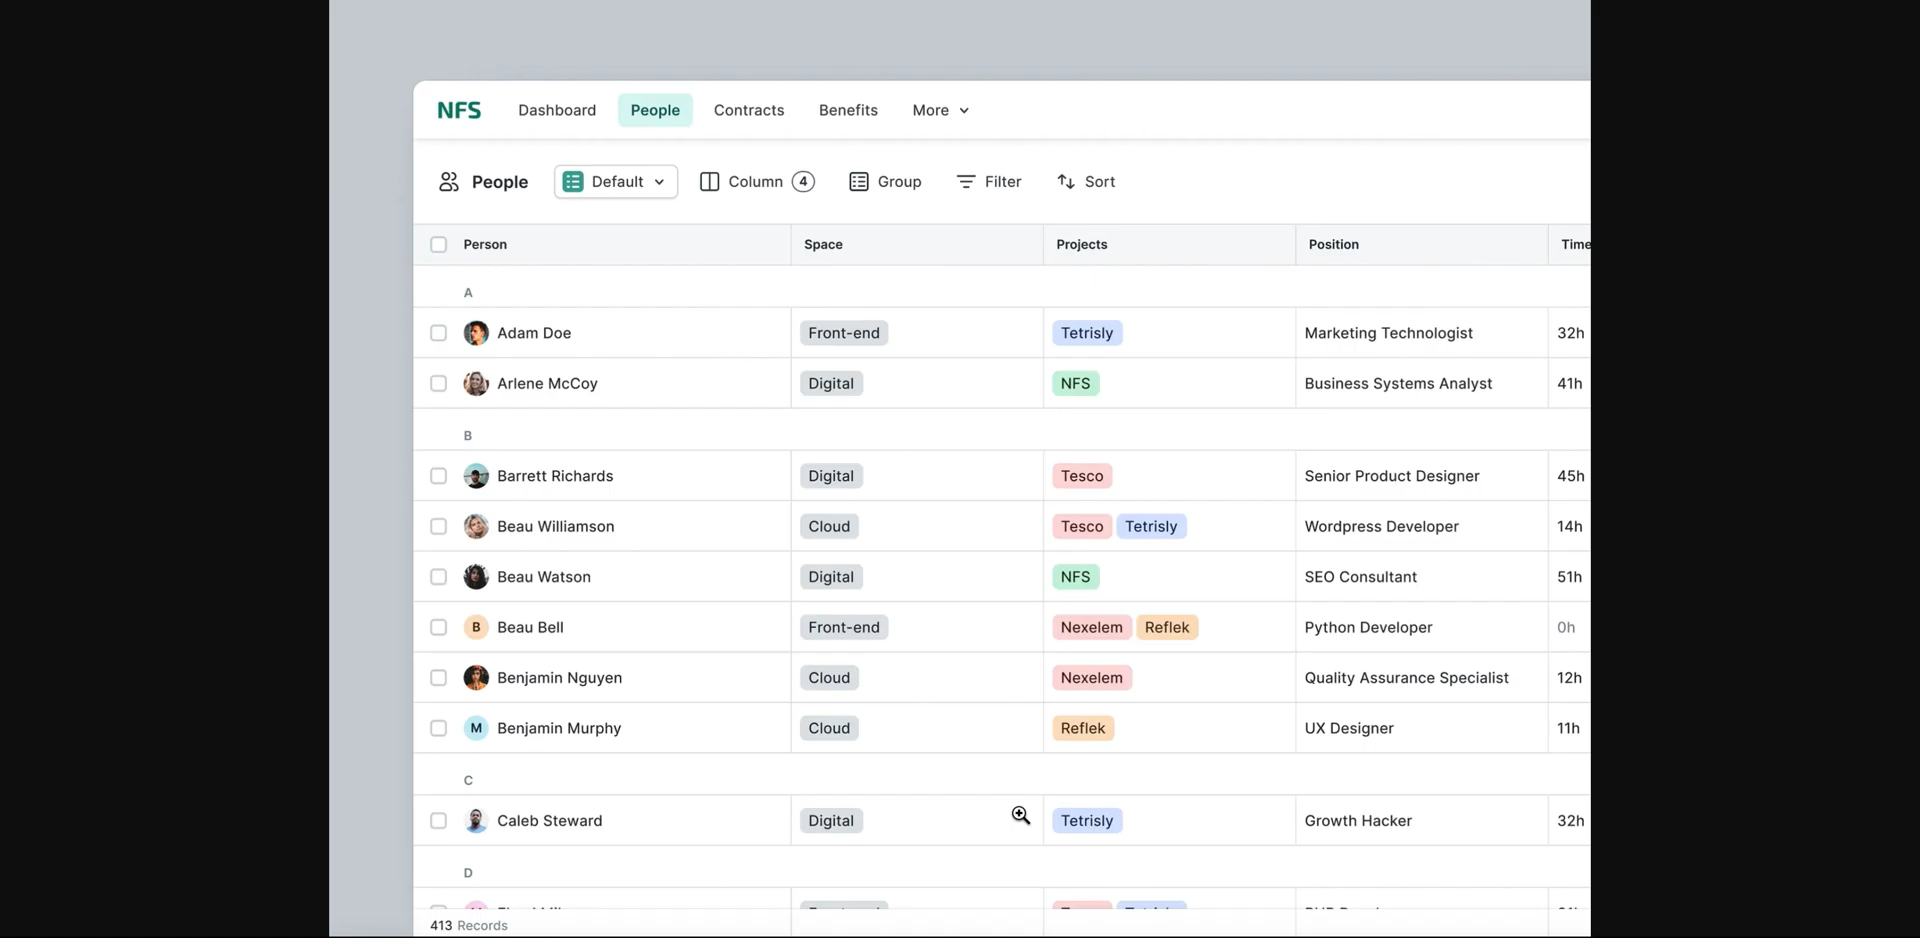 NFS Dashboard People Contracts Benefits More
People Default Column 4 Group Filter Sort
Person Space Projects Position Time
A
Adam Doe Front-end Tetrisly Marketing Technologist 32h
Arlene McCoy Digital NFS Business Systems Analyst 41h
B
Barrett Richards Digital Tesco Senior Product Designer 45h
Beau Williamson Cloud Tesco Tetrisly Wordpress Developer 14h
Beau Watson Digital NFS SEO Consultant 51h
B Beau Bell Front-end Nexelem Reflek Python Developer 0h
Benjamin Nguyen Cloud Nexelem Quality Assurance Specialist 12h
M Benjamin Murphy Cloud Reflek UX Designer 11h
C
Caleb Steward Digital Tetrisly Growth Hacker 32h
D
413 Records